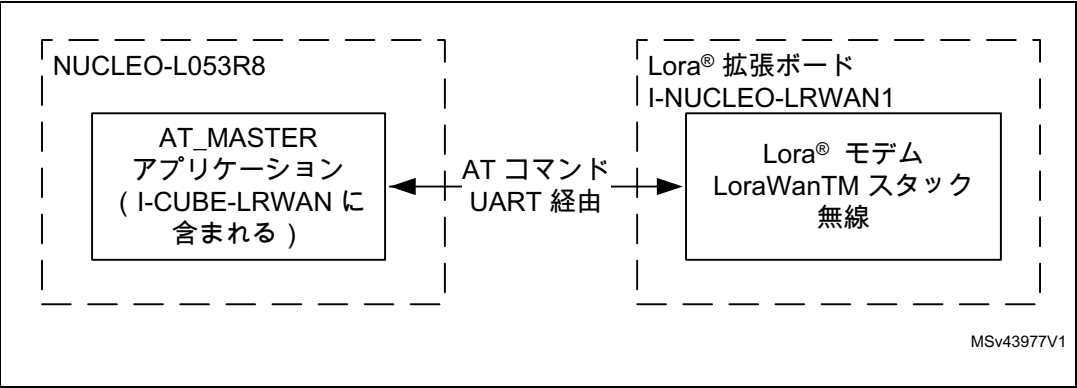 NUCLEO-L053R8
AT_MASTER
アプリケーション
( I-CUBE-LRWAN に
含まれる )
AT コマンド
UART 経由
Lora® 拡張ボード
I-NUCLEO-LRWAN1
Lora® モデム
LoraWanTM スタック
無線
MSv43977V1